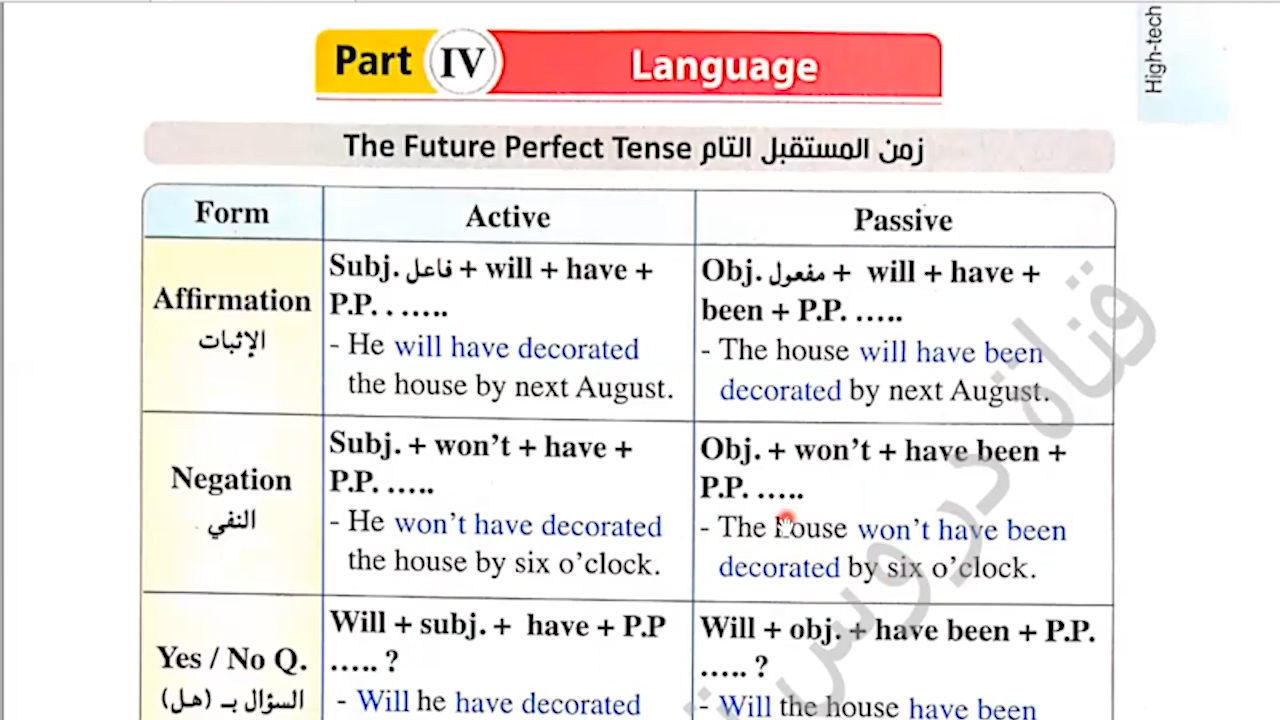 High-tech
Part IV Language
The Future Perfect Tense زمن المستقبل التام
Form
Active
Passive
Affirmation
الإثبات
Subj. فاعل + will + have +
P.P. . .....
- He will have decorated
the house by next August.
Obj. مفعول + will + have +
been + P.P. .....
- The house will have been
decorated by next August.
Negation
النفي
Subj. + won't + have +
P.P. .....
- He won't have decorated
the house by six o'clock.
Obj. + won't + have been +
P.P. .....
- The house won't have been
decorated by six o'clock.
Yes / No Q.
السؤال بـ (هل)
Will + subj. + have + P.P
..... ?
- Will he have decorated
Will + obj. + have been + P.P.
..... ?
- Will the house have been
قناة دروس